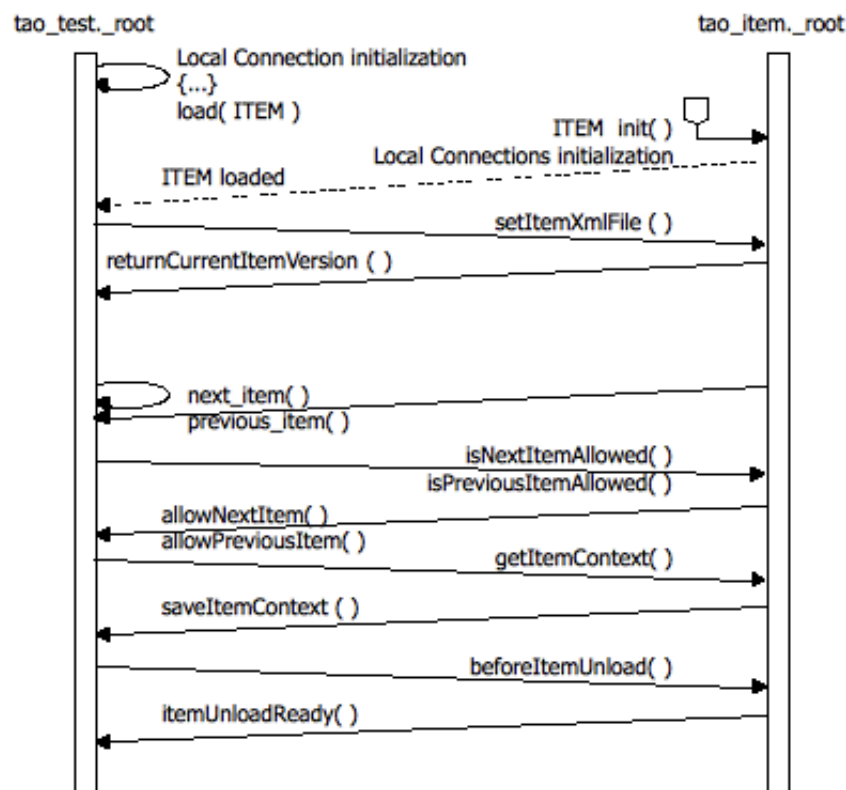 tao_test._root
tao_item._root
Local Connection initialization
{...}
load( ITEM )
ITEM  init( )
Local Connections initialization
ITEM loaded
setItemXmlFile ( )
returnCurrentItemVersion ( )
next_item( )
previous_item( )
isNextItemAllowed( )
isPreviousItemAllowed( )
allowNextItem( )
allowPreviousItem( )
getItemContext( )
saveItemContext ( )
beforeItemUnload( )
itemUnloadReady( )